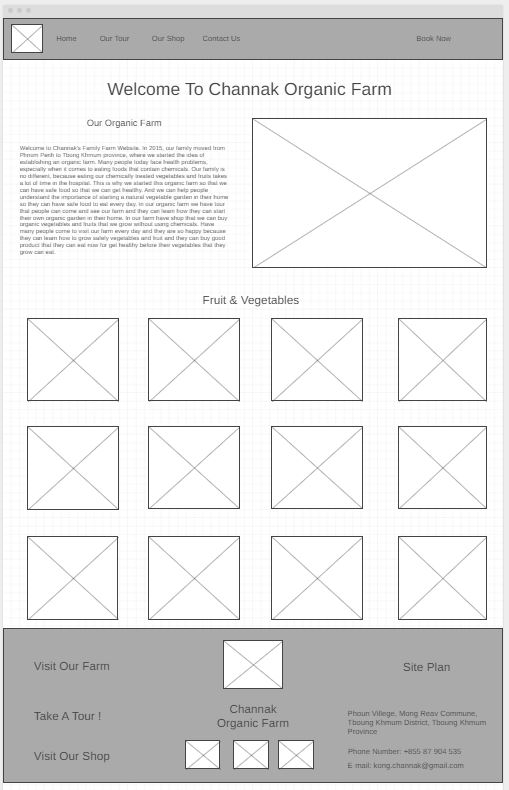 Home Our Tour Our Shop Contact Us Book Now
Welcome To Channak Organic Farm
Our Organic Farm
Welcome to Channak's Family Farm Website. In 2015, our family moved from
Phnom Penh to Tboung Khmum province, where we started the idea of
establishing an organic farm. Many people today face health problems,
especially when it comes to eating foods that contain chemicals. Our family is
no different, because eating our chemically treated vegetables and fruits takes
a lot of time in the hospital. This is why we started this organic farm so that we
can have safe food so that we can get healthy. And we can help people
understand the importance of starting a natural vegetable garden in their home
so they can have safe food to eat every day. In our organic farm we have tour
that people can come and see our farm and they can learn how they can start
their own organic garden in their home. In our farm have shop that we can buy
organic vegetables and fruits that we grow without using chemicals. Have
many people come to visit our farm every day and they are so happy because
they can learn how to grow safely vegetables and fruit and they can buy good
product that they can eat now for get healthy before their vegetables that they
grow can eat.
Fruit & Vegetables
Visit Our Farm
Take A Tour !
Visit Our Shop
Channak
Organic Farm
Site Plan
Phoun Villege, Mong Reav Commune,
Tboung Khmum District, Tboung Khmum
Province
Phone Number: +855 87 904 535
E-mail: kong.channak@gmail.com